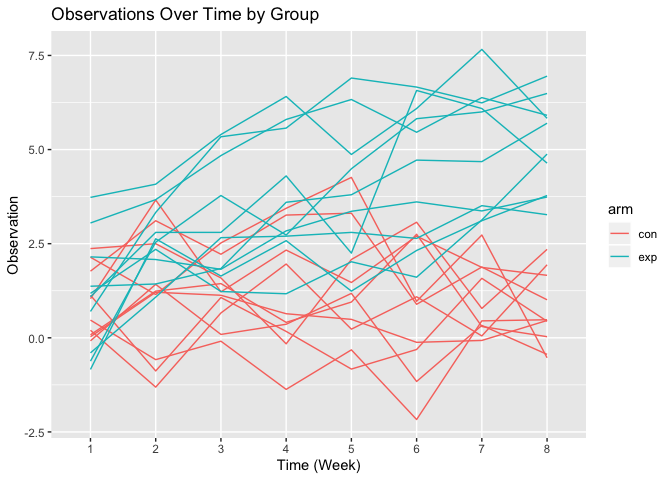 Observations Over Time by Group
7.5
5.0
2.5
0.0
-2.5
Observation
1 2 3 4 5 6 7 8
Time (Week)
arm
con
exp